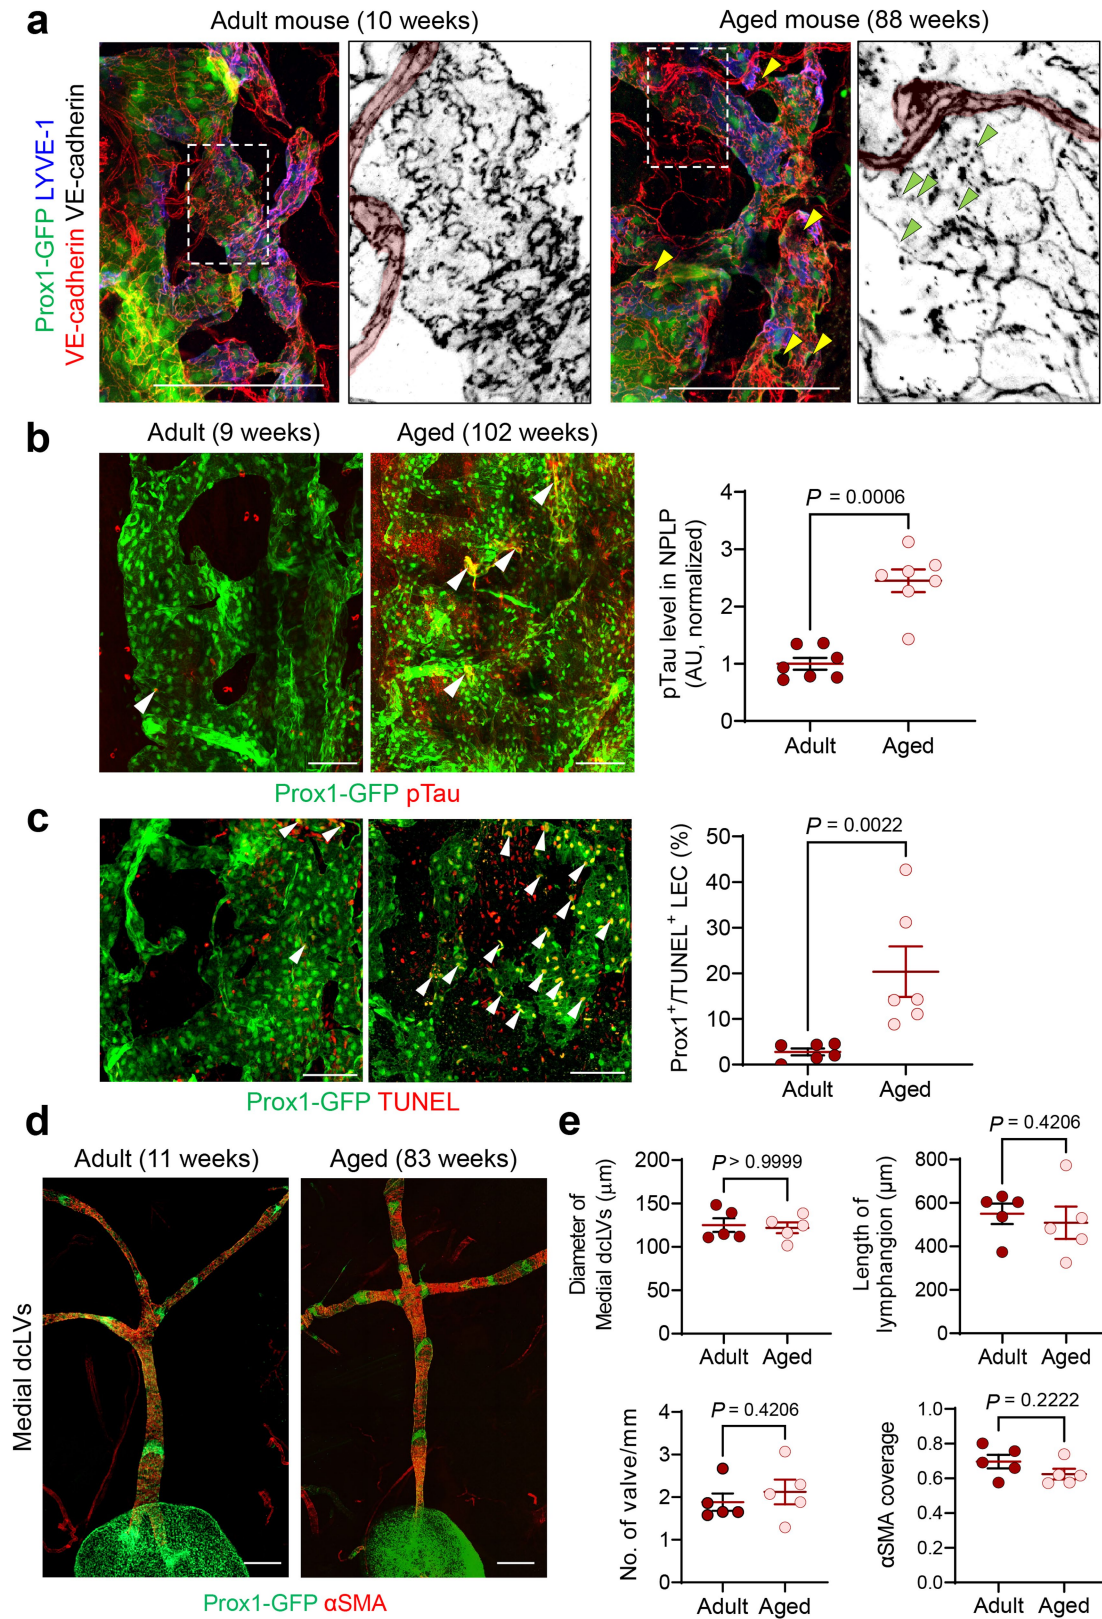 a
Adult mouse (10 weeks)
Aged mouse (88 weeks)
Prox1-GFP LYVE-1
VE-cadherin VE-cadherin
b
Adult (9 weeks)
Aged (102 weeks)
Prox1-GFP pTau
pTau level in NPLP
(AU, normalized)
4
3
2
1
0
P = 0.0006
Adult
Aged
c
Prox1-GFP TUNEL
Prox1⁺/TUNEL⁺ LEC (%)
50
40
30
20
10
0
P = 0.0022
Adult
Aged
d
Adult (11 weeks)
Aged (83 weeks)
Medial dcLVs
Prox1-GFP αSMA
e
Diameter of
Medial dcLVs (μm)
200
150
100
50
0
P > 0.9999
Adult
Aged
Length of
lymphangion (μm)
800
600
400
200
0
P = 0.4206
Adult
Aged
No. of valve/mm
4
3
2
1
0
P = 0.4206
Adult
Aged
αSMA coverage
1.0
0.8
0.6
0.4
0.2
0.0
P = 0.2222
Adult
Aged